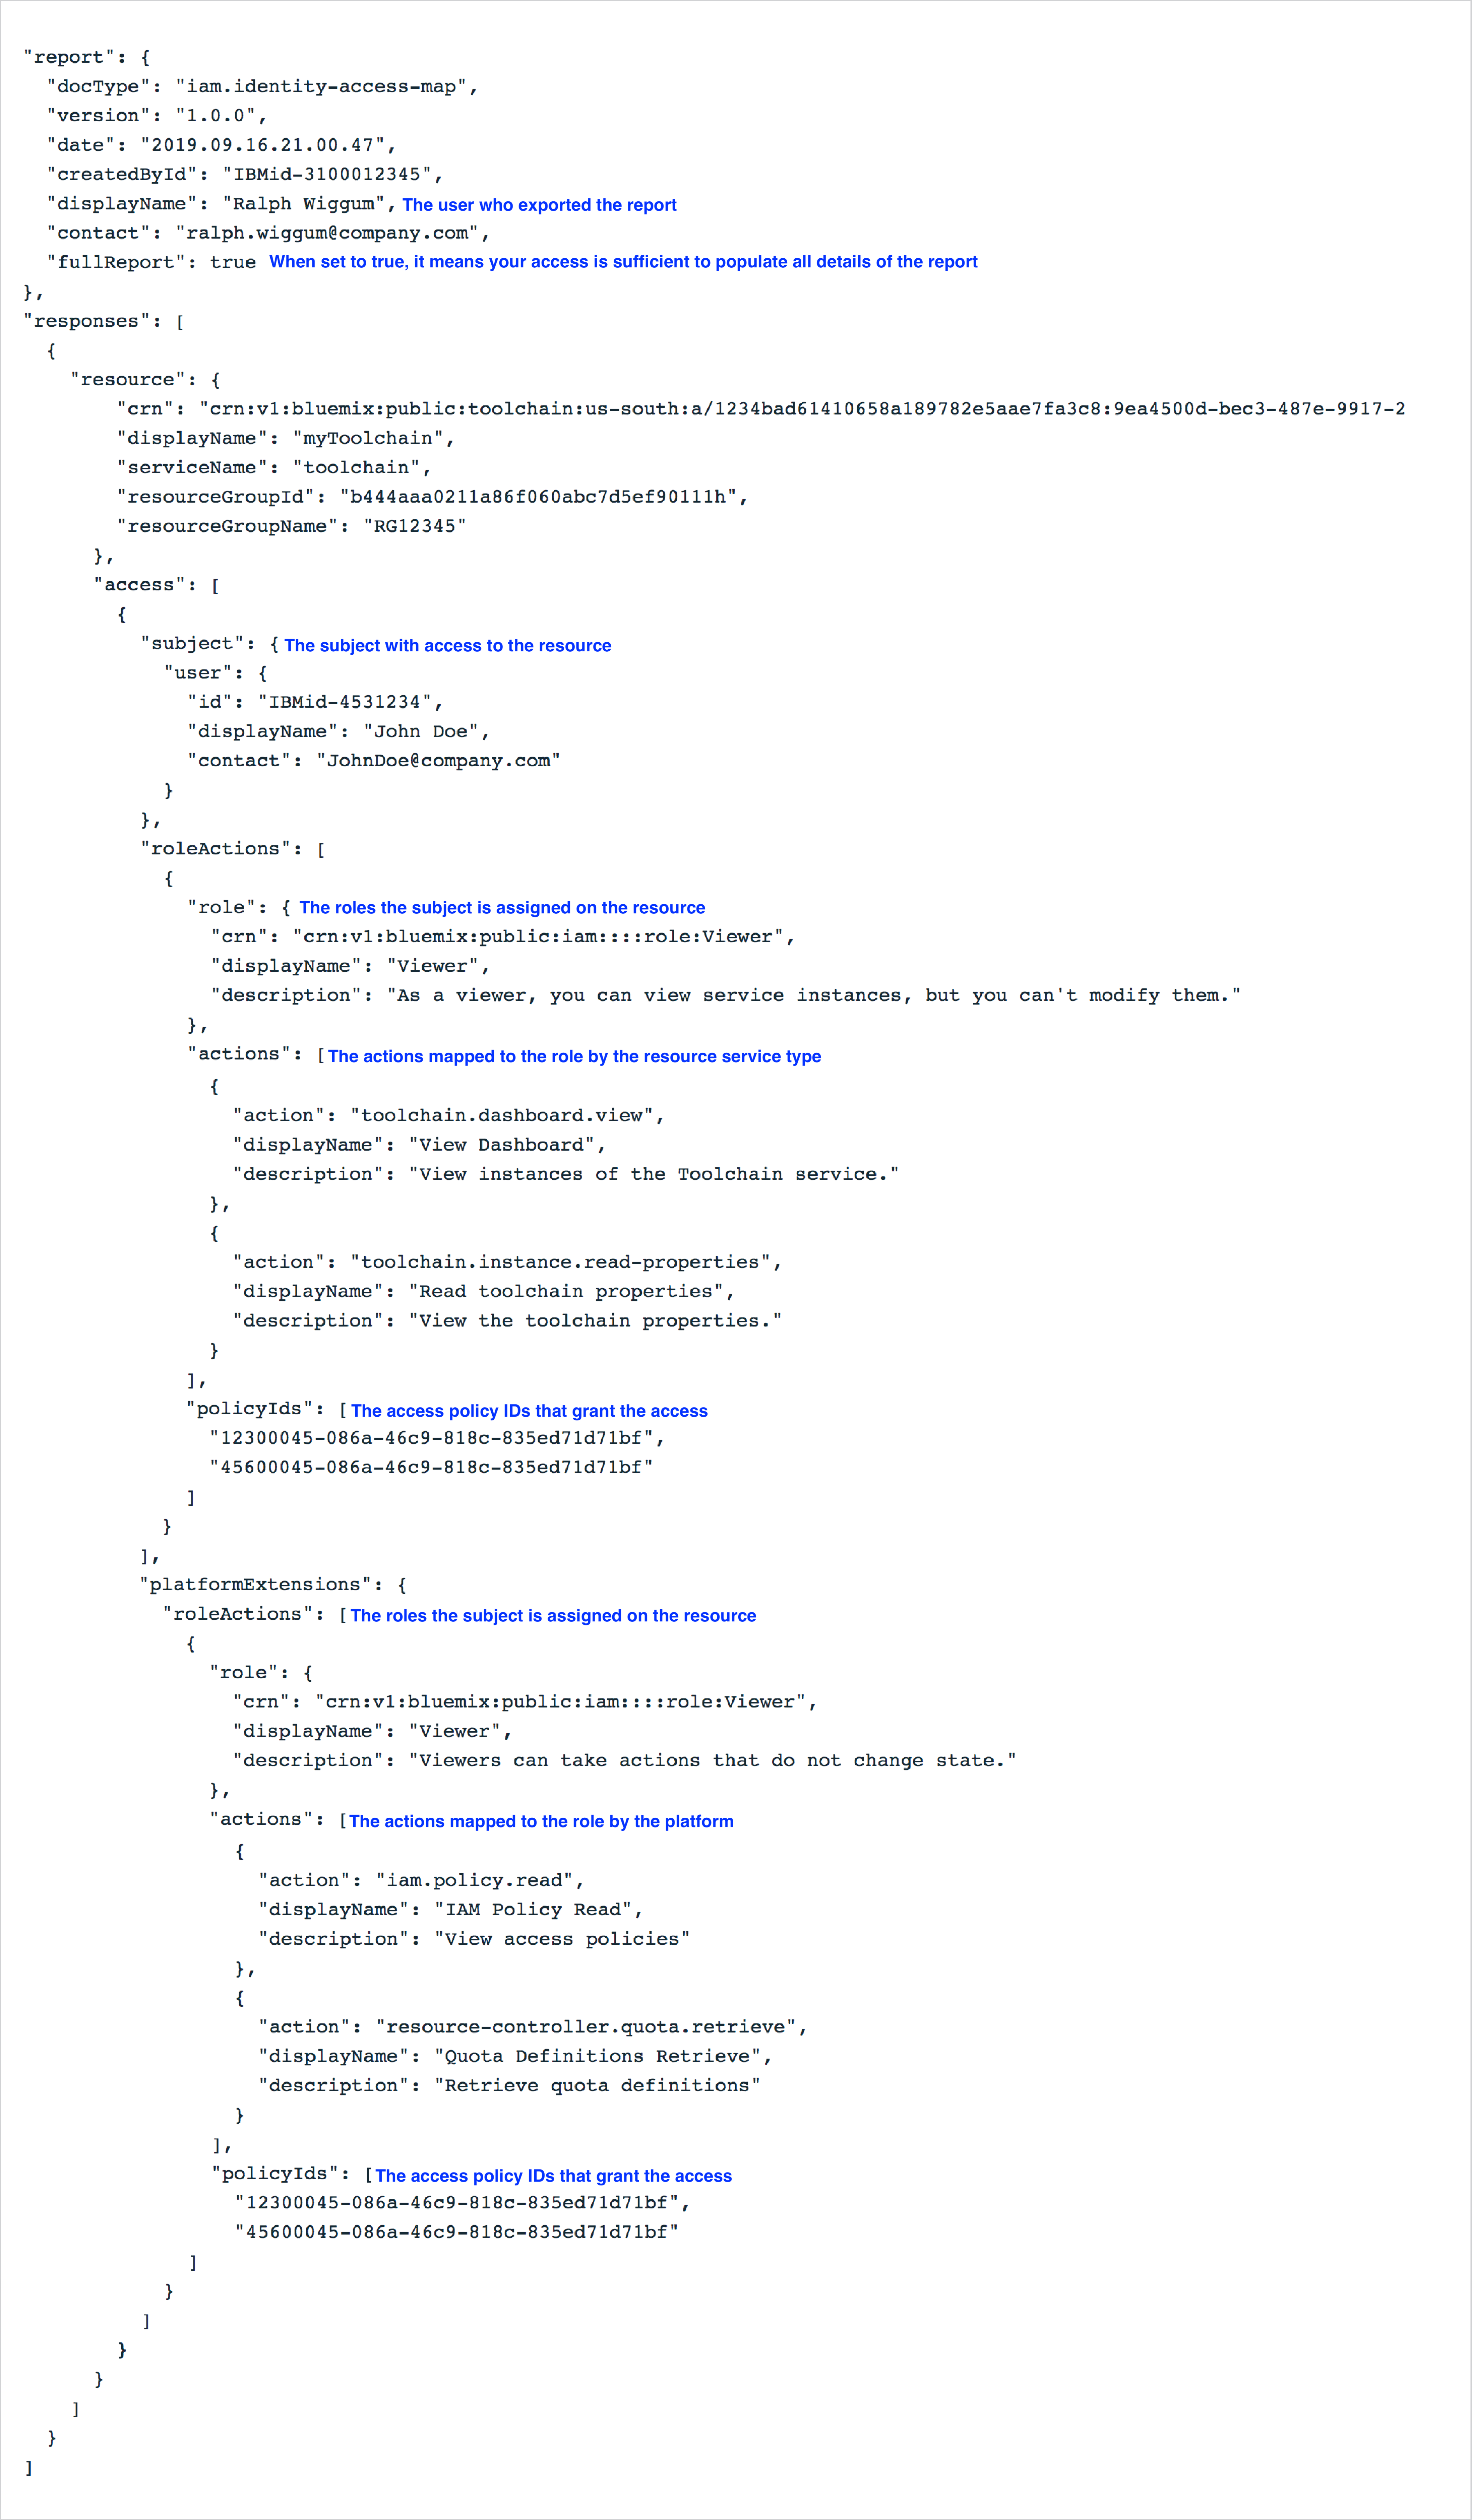 "report": {
"docType": "iam.identity-access-map",
"version": "1.0.0",
"date": "2019.09.16.21.00.47",
"createdById": "IBMid-3100012345",
"displayName": "Ralph Wiggum", The user who exported the report
"contact": "ralph.wiggum@company.com",
"fullReport": true When set to true, it means your access is sufficient to populate all details of the report
},
"responses": [
{
"resource": {
"crn": "crn:v1:bluemix:public:toolchain:us-south:a/1234bad61410658a189782e5aae7fa3c8:9ea4500d-bec3-487e-9917-2
"displayName": "myToolchain",
"serviceName": "toolchain",
"resourceGroupId": "b444aaa0211a86f060abc7d5ef90111h",
"resourceGroupName": "RG12345"
},
"access": [
{
"subject": { The subject with access to the resource
"user": {
"id": "IBMid-4531234",
"displayName": "John Doe",
"contact": "JohnDoe@company.com"
}
},
"roleActions": [
{
"role": { The roles the subject is assigned on the resource
"crn": "crn:v1:bluemix:public:iam::::role:Viewer",
"displayName": "Viewer",
"description": "As a viewer, you can view service instances, but you can't modify them."
},
"actions": [ The actions mapped to the role by the resource service type
{
"action": "toolchain.dashboard.view",
"displayName": "View Dashboard",
"description": "View instances of the Toolchain service."
},
{
"action": "toolchain.instance.read-properties",
"displayName": "Read toolchain properties",
"description": "View the toolchain properties."
}
],
"policyIds": [ The access policy IDs that grant the access
"12300045-086a-46c9-818c-835ed71d71bf",
"45600045-086a-46c9-818c-835ed71d71bf"
]
}
],
"platformExtensions": {
"roleActions": [ The roles the subject is assigned on the resource
{
"role": {
"crn": "crn:v1:bluemix:public:iam::::role:Viewer",
"displayName": "Viewer",
"description": "Viewers can take actions that do not change state."
},
"actions": [ The actions mapped to the role by the platform
{
"action": "iam.policy.read",
"displayName": "IAM Policy Read",
"description": "View access policies"
},
{
"action": "resource-controller.quota.retrieve",
"displayName": "Quota Definitions Retrieve",
"description": "Retrieve quota definitions"
}
],
"policyIds": [ The access policy IDs that grant the access
"12300045-086a-46c9-818c-835ed71d71bf",
"45600045-086a-46c9-818c-835ed71d71bf"
]
}
]
}
}
]
}
]